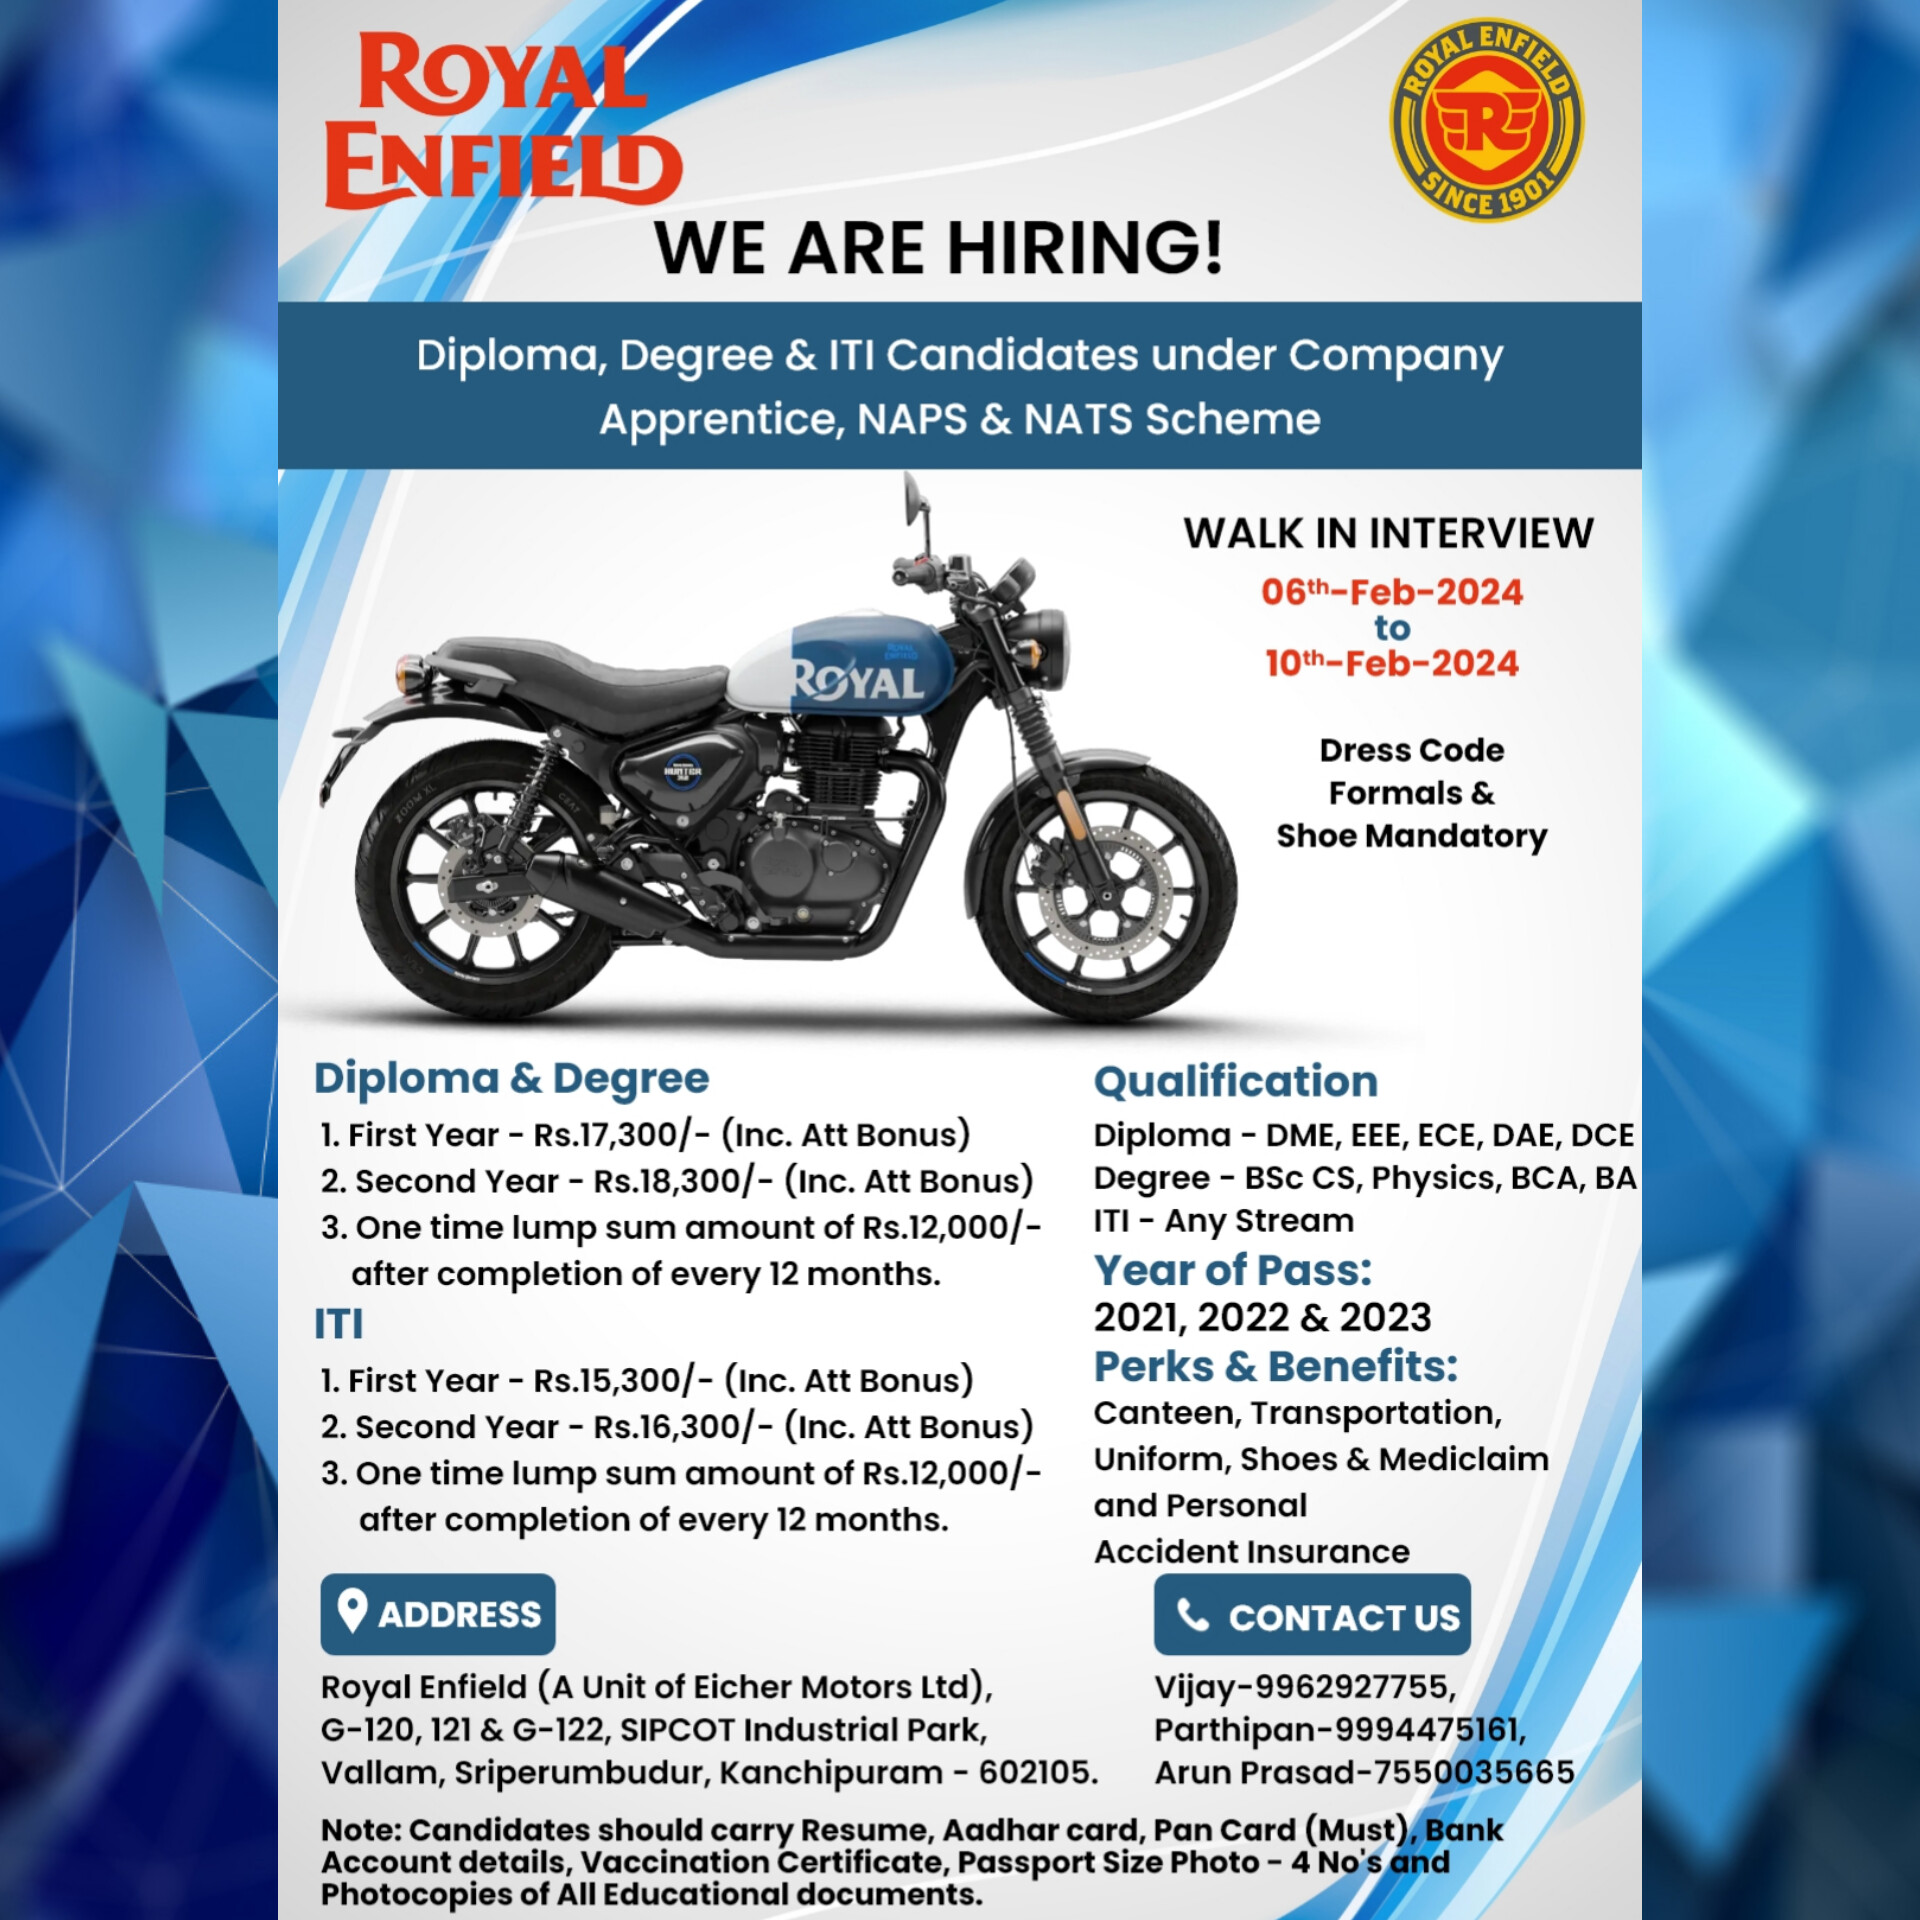 ROYAL
ENFIELD
ROYAL ENFIELD
R
SINCE 1901
WE ARE HIRING!
Diploma, Degree & ITI Candidates under Company
Apprentice, NAPS & NATS Scheme
WALK IN INTERVIEW
06th-Feb-2024
to
10th-Feb-2024
Dress Code
Formals &
Shoe Mandatory
ROYAL
ENFIELD
ROYAL
HUNTER
350
ZOOM XL
CEAT
Diploma & Degree
1. First Year - Rs.17,300/- (Inc. Att Bonus)
2. Second Year - Rs.18,300/- (Inc. Att Bonus)
3. One time lump sum amount of Rs.12,000/-
after completion of every 12 months.
ITI
1. First Year - Rs.15,300/- (Inc. Att Bonus)
2. Second Year - Rs.16,300/- (Inc. Att Bonus)
3. One time lump sum amount of Rs.12,000/-
after completion of every 12 months.
Qualification
Diploma - DME, EEE, ECE, DAE, DCE
Degree - BSc CS, Physics, BCA, BA
ITI - Any Stream
Year of Pass:
2021, 2022 & 2023
Perks & Benefits:
Canteen, Transportation,
Uniform, Shoes & Mediclaim
and Personal
Accident Insurance
ADDRESS
Royal Enfield (A Unit of Eicher Motors Ltd),
G-120, 121 & G-122, SIPCOT Industrial Park,
Vallam, Sriperumbudur, Kanchipuram - 602105.
CONTACT US
Vijay-9962927755,
Parthipan-9994475161,
Arun Prasad-7550035665
Note: Candidates should carry Resume, Aadhar card, Pan Card (Must), Bank
Account details, Vaccination Certificate, Passport Size Photo - 4 No's and
Photocopies of All Educational documents.